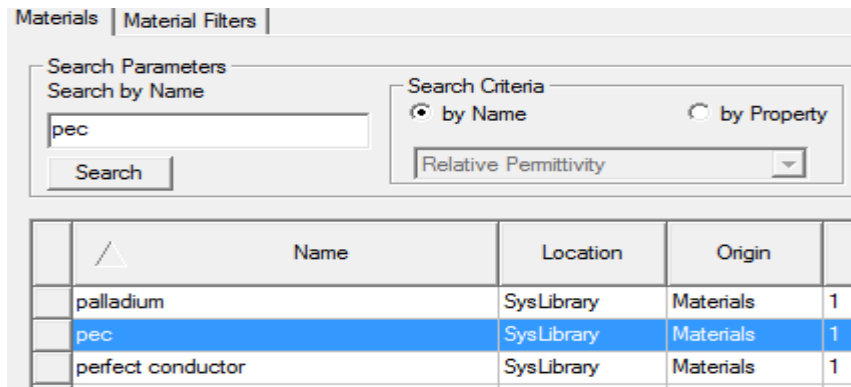 Materials Material Filters
Search Parameters
Search by Name
pec
Search
Search Criteria
by Name by Property
Relative Permittivity
Name Location Origin
palladium SysLibrary Materials 1
pec SysLibrary Materials 1
perfect conductor SysLibrary Materials 1